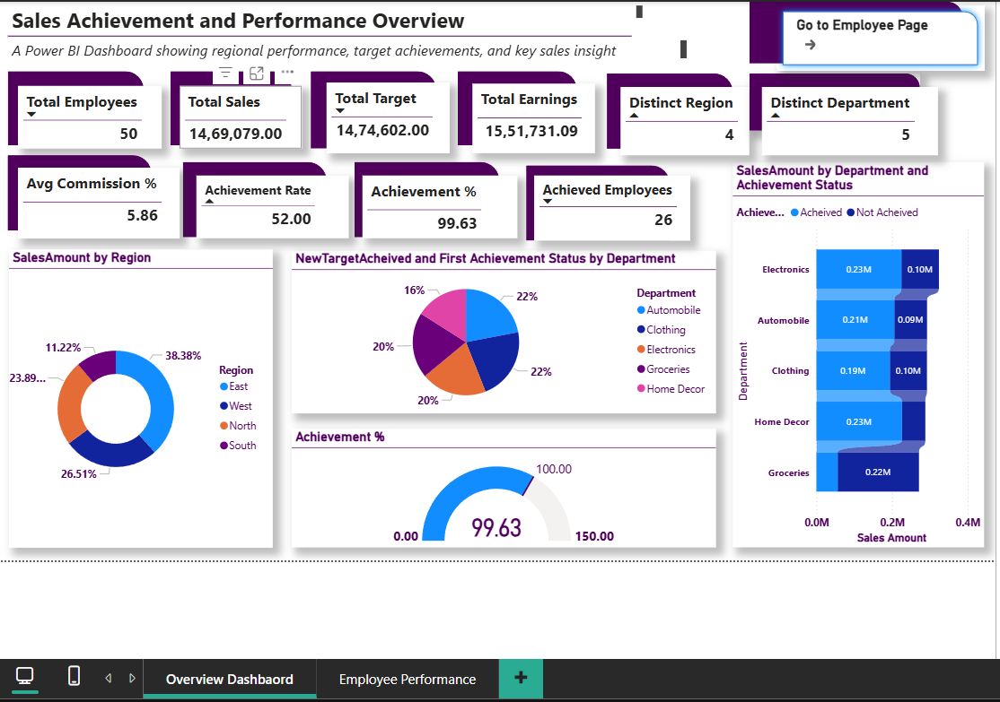 Sales Achievement and Performance Overview
Go to Employee Page
A Power BI Dashboard showing regional performance, target achievements, and key sales insight
Total Employees
50
Total Sales
14,69,079.00
Total Target
14,74,602.00
Total Earnings
15,51,731.09
Distinct Region
4
Distinct Department
5
Avg Commission %
5.86
Achievement Rate
52.00
Achievement %
99.63
Achieved Employees
26
SalesAmount by Region
11.22%
38.38%
23.89...
26.51%
Region
East
West
North
South
NewTargetAcheived and First Achievement Status by Department
16%
22%
20%
22%
20%
Department
Automobile
Clothing
Electronics
Groceries
Home Decor
Achievement %
100.00
99.63
0.00
150.00
SalesAmount by Department and
Achievement Status
Achieve... Acheived Not Acheived
Department
Electronics 0.23M 0.10M
Automobile 0.21M 0.09M
Clothing 0.19M 0.10M
Home Decor 0.23M
Groceries 0.22M
0.0M 0.2M 0.4M
Sales Amount
Overview Dashbaord
Employee Performance